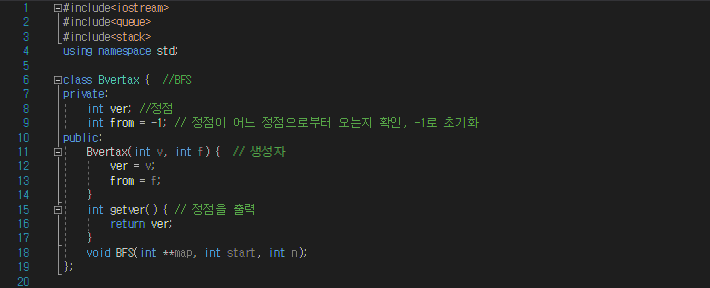 1 #include<iostream>
2 #include<queue>
3 #include<stack>
4 using namespace std;
5
6 class Bvertax {  //BFS
7 private:
8     int ver; //정점
9     int from = -1; // 정점이 어느 정점으로부터 오는지 확인, -1로 초기화
10 public:
11     Bvertax(int v, int f) {  // 생성자
12         ver = v;
13         from = f;
14     }
15     int getver() { // 정점을 출력
16         return ver;
17     }
18     void BFS(int **map, int start, int n);
19 };
20